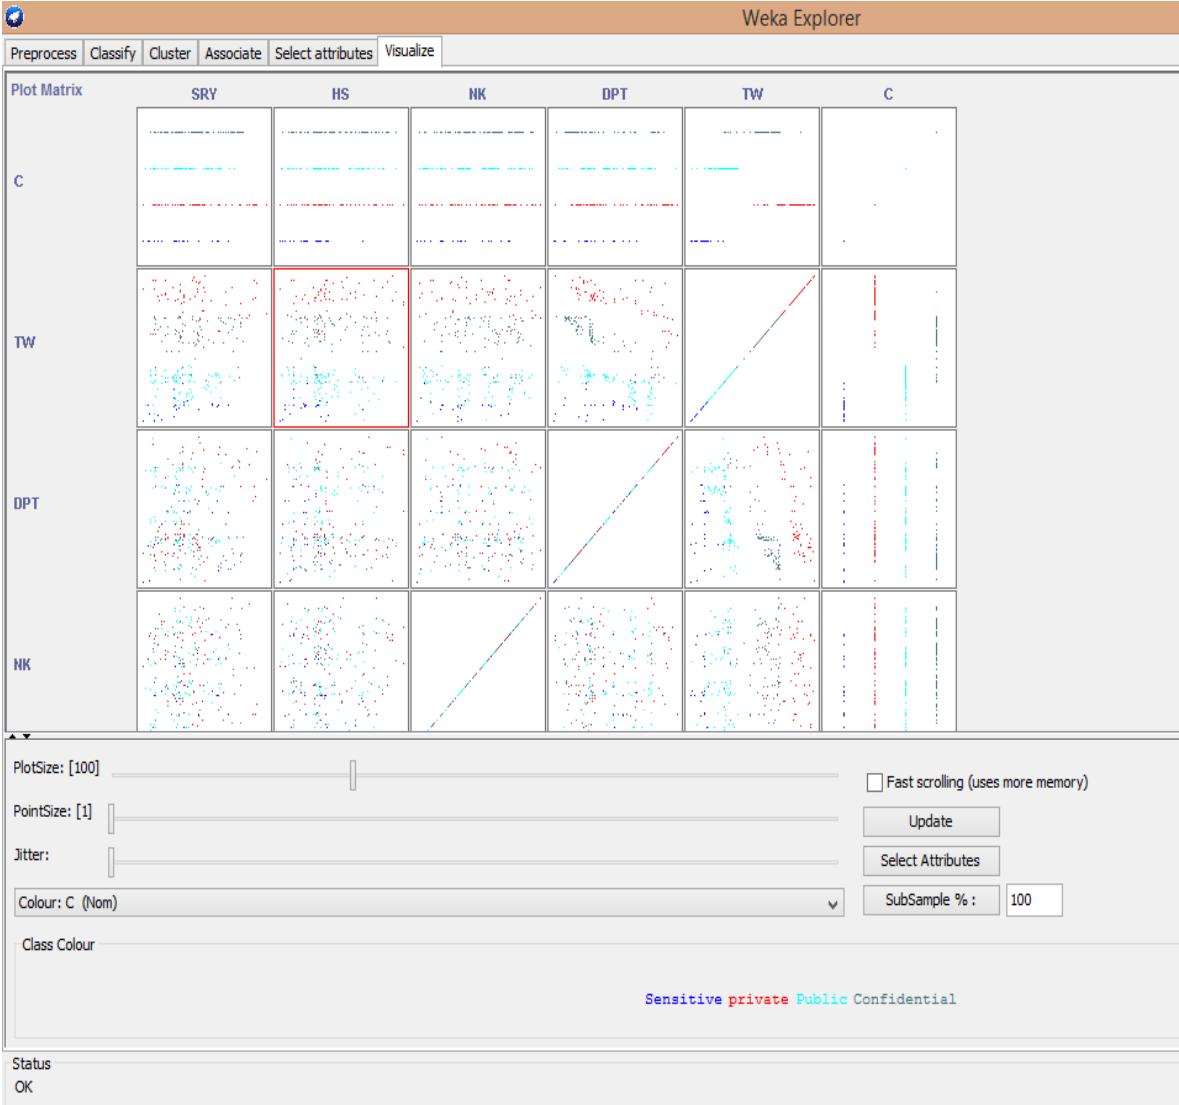 Weka Explorer
Preprocess Classify Cluster Associate Select attributes Visualize
Plot Matrix SRY HS NK DPT TW C
C
TW
DPT
NK
PlotSize: [100]
Fast scrolling (uses more memory)
PointSize: [1]
Update
Jitter:
Select Attributes
Colour: C (Nom)
SubSample % : 100
Class Colour
Sensitive private Public Confidential
Status
OK